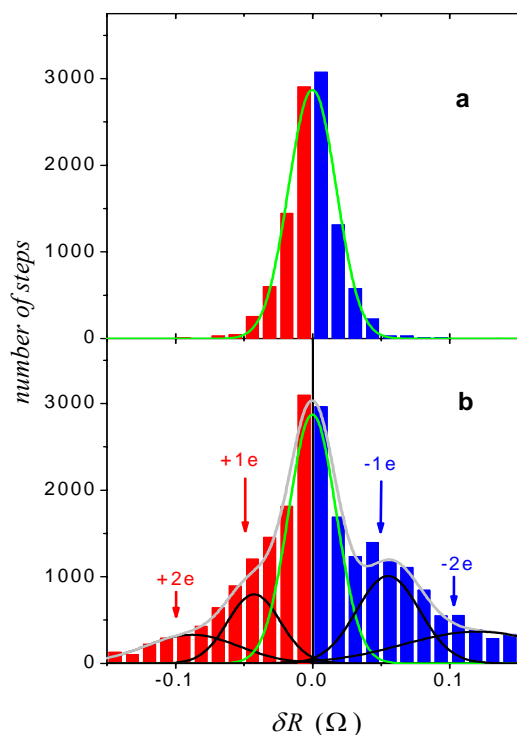 number of steps
3000
2000
1000
0
a
3000
2000
1000
0
b
+1e
-1e
+2e
-2e
-0.1
0.0
0.1
δR (Ω)